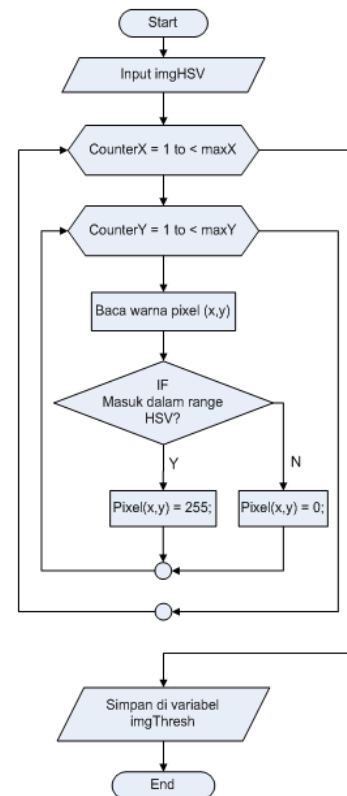 Start
Input imgHSV
CounterX = 1 to < maxX
CounterY = 1 to < maxY
Baca warna pixel (x,y)
IF
Masuk dalam range
HSV?
Y
N
Pixel(x,y) = 255;
Pixel(x,y) = 0;
Simpan di variabel
imgThresh
End